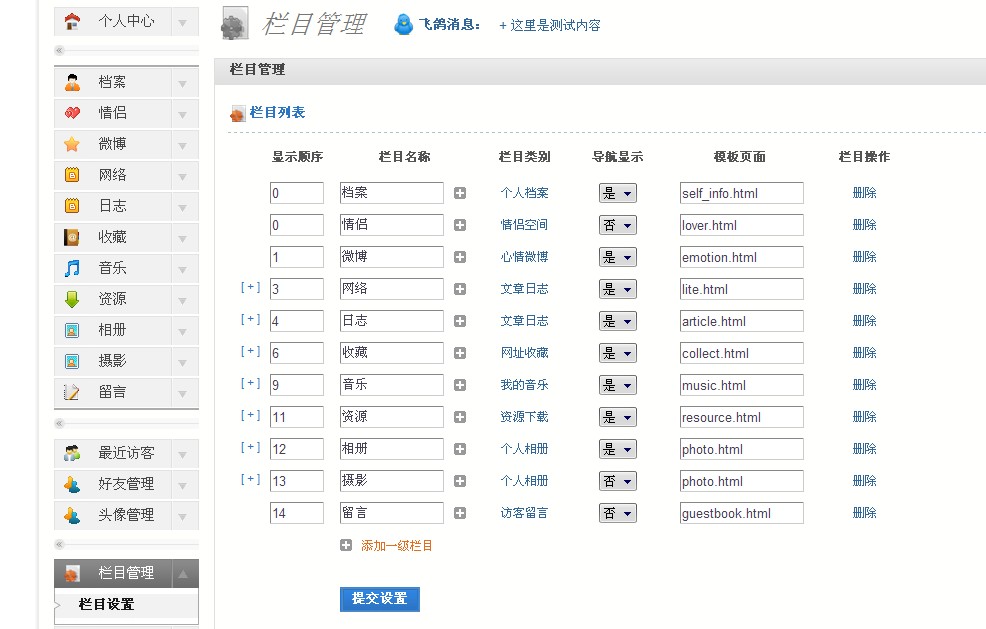 个人中心
档案
情侣
微博
网络
日志
收藏
音乐
资源
相册
摄影
留言
最近访客
好友管理
头像管理
栏目管理
栏目设置
栏目管理 飞鸽消息: + 这里是测试内容
栏目管理
栏目列表
显示顺序 栏目名称 栏目类别 导航显示 模板页面 栏目操作
0 档案 个人档案 是 self_info.html 删除
0 情侣 情侣空间 否 lover.html 删除
1 微博 心情微博 是 emotion.html 删除
[+] 3 网络 文章日志 是 lite.html 删除
[+] 4 日志 文章日志 是 article.html 删除
[+] 6 收藏 网址收藏 是 collect.html 删除
[+] 9 音乐 我的音乐 是 music.html 删除
[+] 11 资源 资源下载 是 resource.html 删除
[+] 12 相册 个人相册 是 photo.html 删除
[+] 13 摄影 个人相册 否 photo.html 删除
14 留言 访客留言 否 guestbook.html 删除
添加一级栏目
提交设置